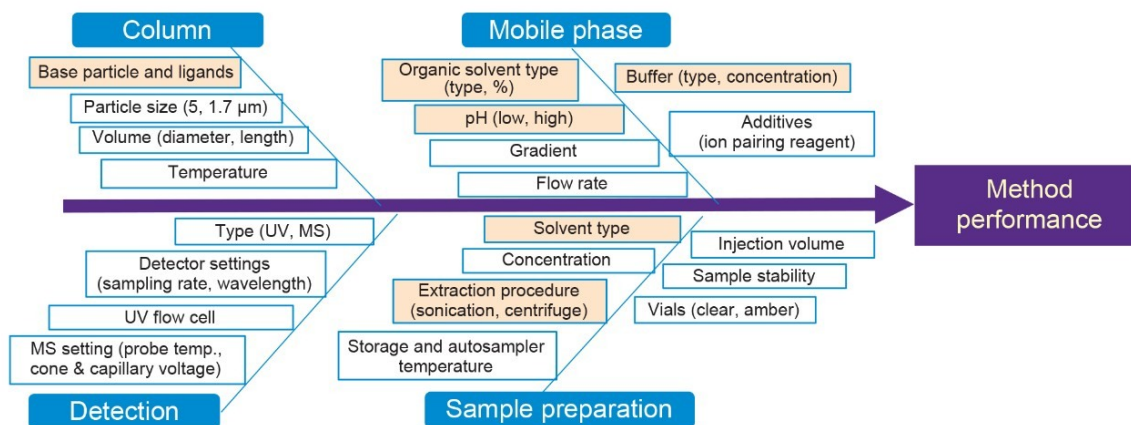 Column
Mobile phase
Base particle and ligands
Particle size (5, 1.7 µm)
Volume (diameter, length)
Temperature
Organic solvent type
(type, %)
pH (low, high)
Gradient
Flow rate
Buffer (type, concentration)
Additives
(ion pairing reagent)
Method
performance
Type (UV, MS)
Detector settings
(sampling rate, wavelength)
UV flow cell
MS setting (probe temp.,
cone & capillary voltage)
Solvent type
Concentration
Extraction procedure
(sonication, centrifuge)
Storage and autosampler
temperature
Injection volume
Sample stability
Vials (clear, amber)
Detection
Sample preparation